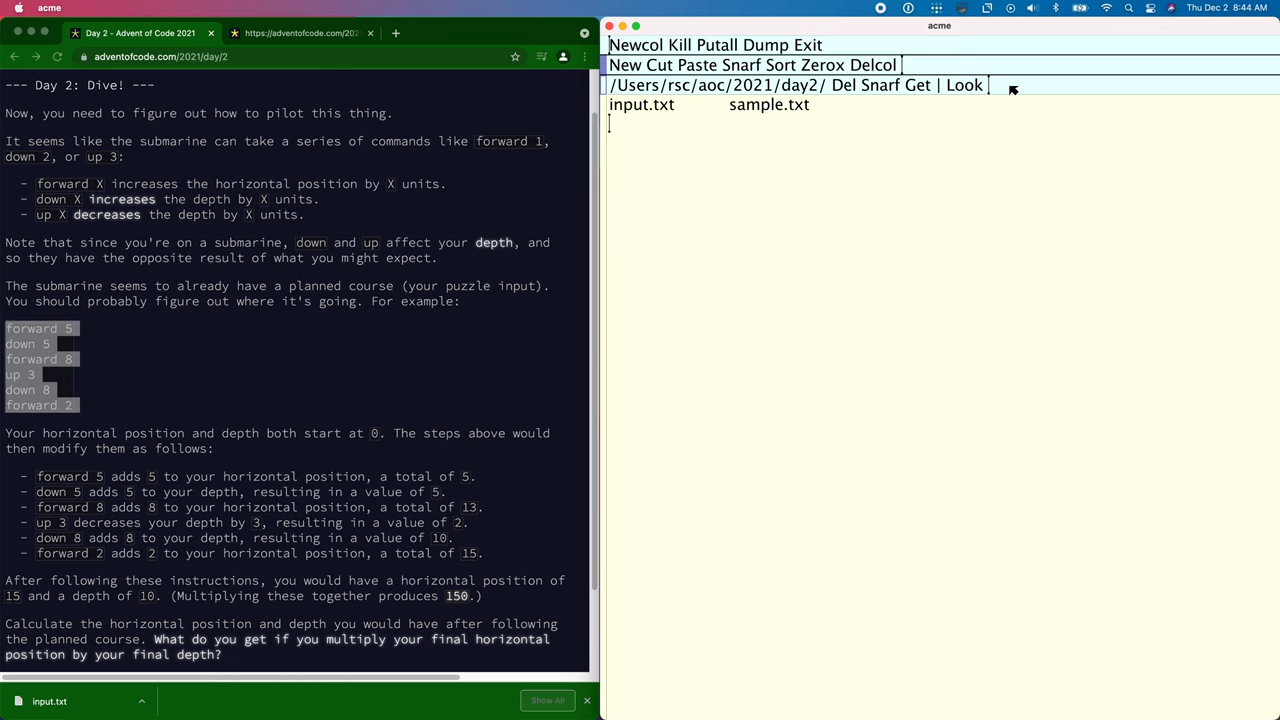 acme
Thu Dec 2 8:44 AM
Day 2 - Advent of Code 2021
https://adventofcode.com/202
adventofcode.com/2021/day/2
--- Day 2: Dive! ---
Now, you need to figure out how to pilot this thing.
It seems like the submarine can take a series of commands like forward 1,
down 2, or up 3:
- forward X increases the horizontal position by X units.
- down X increases the depth by X units.
- up X decreases the depth by X units.
Note that since you're on a submarine, down and up affect your depth, and
so they have the opposite result of what you might expect.
The submarine seems to already have a planned course (your puzzle input).
You should probably figure out where it's going. For example:
forward 5
down 5
forward 8
up 3
down 8
forward 2
Your horizontal position and depth both start at 0. The steps above would
then modify them as follows:
- forward 5 adds 5 to your horizontal position, a total of 5.
- down 5 adds 5 to your depth, resulting in a value of 5.
- forward 8 adds 8 to your horizontal position, a total of 13.
- up 3 decreases your depth by 3, resulting in a value of 2.
- down 8 adds 8 to your depth, resulting in a value of 10.
- forward 2 adds 2 to your horizontal position, a total of 15.
After following these instructions, you would have a horizontal position of
15 and a depth of 10. (Multiplying these together produces 150.)
Calculate the horizontal position and depth you would have after following
the planned course. What do you get if you multiply your final horizontal
position by your final depth?
input.txt
Show All
acme
Newcol Kill Putall Dump Exit
New Cut Paste Snarf Sort Zerox Delcol
/Users/rsc/aoc/2021/day2/ Del Snarf Get | Look
input.txt sample.txt